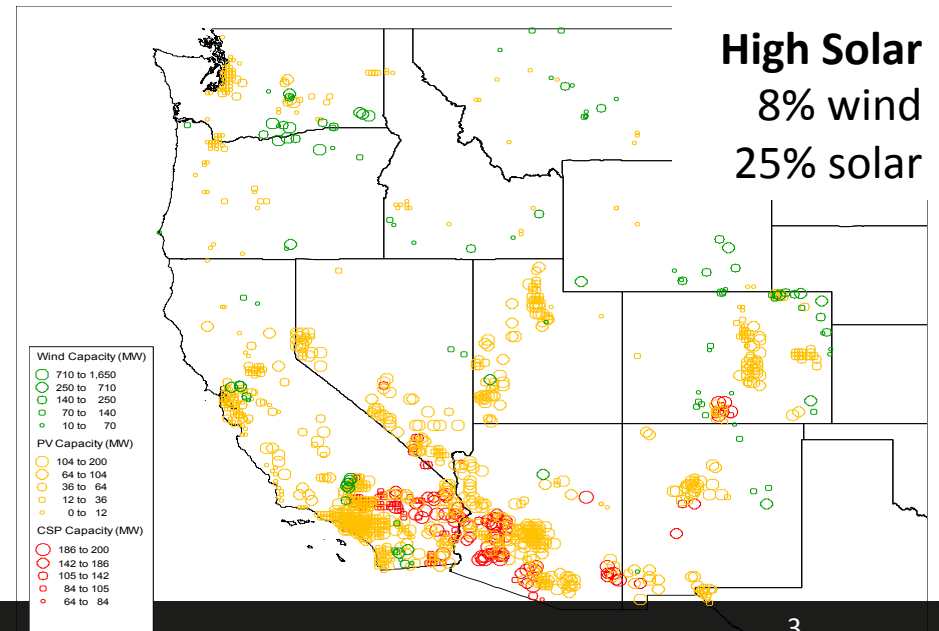 High Solar
8% wind
25% solar
Wind Capacity (MW)
710 to 1,650
250 to 710
140 to 250
70 to 140
10 to 70
PV Capacity (MW)
104 to 200
64 to 104
36 to 64
12 to 36
0 to 12
CSP Capacity (MW)
186 to 200
142 to 186
105 to 142
84 to 105
64 to 84
3